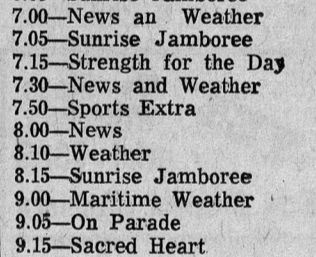 7.00—News an Weather
7.05—Sunrise Jamboree
7.15—Strength for the Day
7.30—News and Weather
7.50—Sports Extra
8.00—News
8.10—Weather
8.15—Sunrise Jamboree
9.00—Maritime Weather
9.05—On Parade
9.15—Sacred Heart